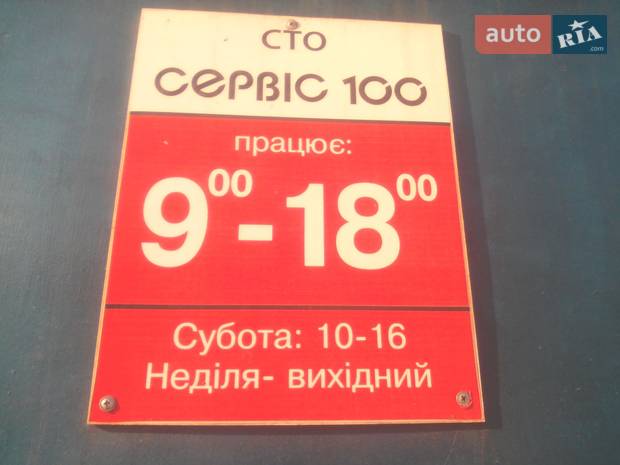 auto RIA.com
СТО
СЕРВІС 100
працює:
9⁰⁰-18⁰⁰
Субота: 10-16
Неділя- вихідний